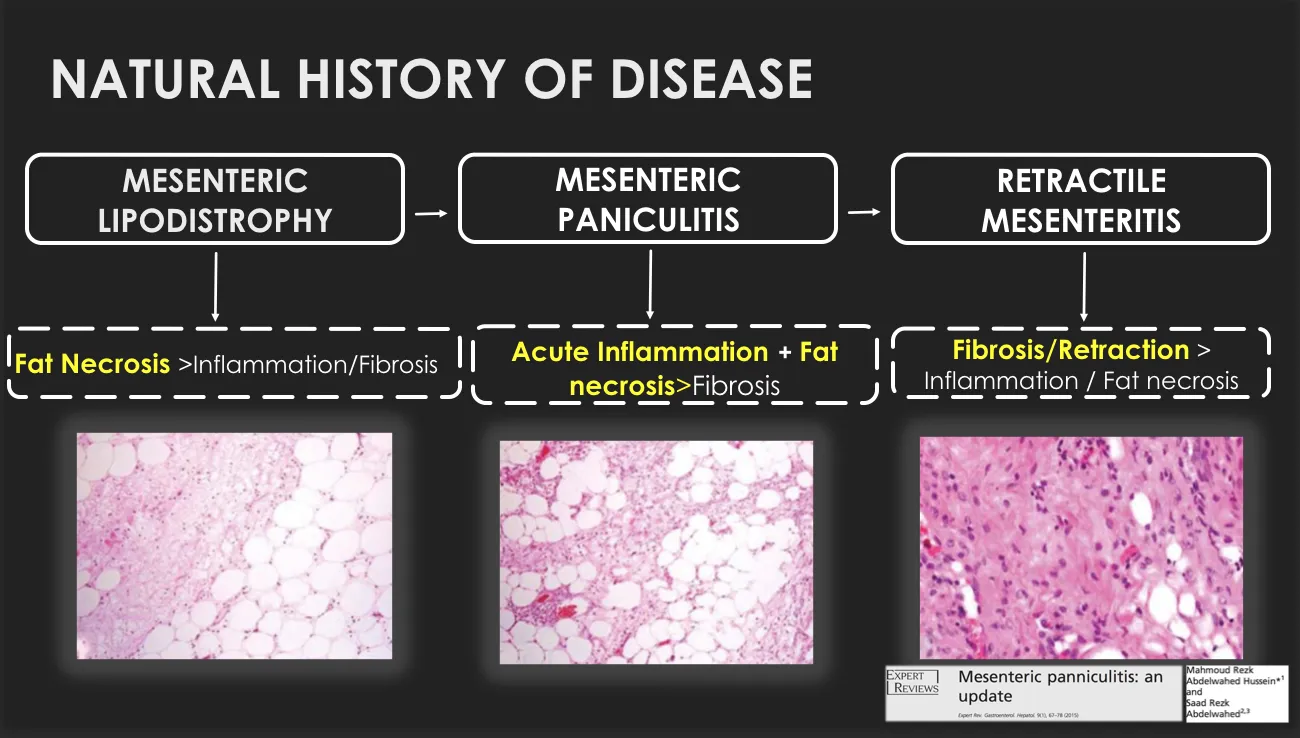 NATURAL HISTORY OF DISEASE
MESENTERIC
LIPODISTROPHY
MESENTERIC
PANICULITIS
RETRACTILE
MESENTERITIS
Fat Necrosis >Inflammation/Fibrosis
Acute Inflammation + Fat
necrosis>Fibrosis
Fibrosis/Retraction >
Inflammation / Fat necrosis
EXPERT
REVIEWS
Mesenteric panniculitis: an
update
Expert Rev. Gastroenterol. Hepatol. 9(1), 67–78 (2015)
Mahmoud Rezk
Abdelwahed Hussein*1
and
Saad Rezk
Abdelwahed2,3